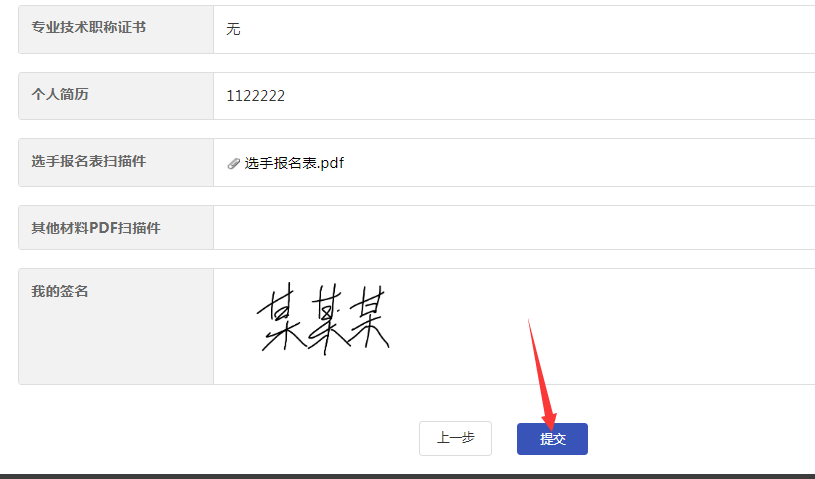 专业技术职称证书
无
个人简历
1122222
选手报名表扫描件
选手报名表.pdf
其他材料PDF扫描件
我的签名
某某某
上一步
提交